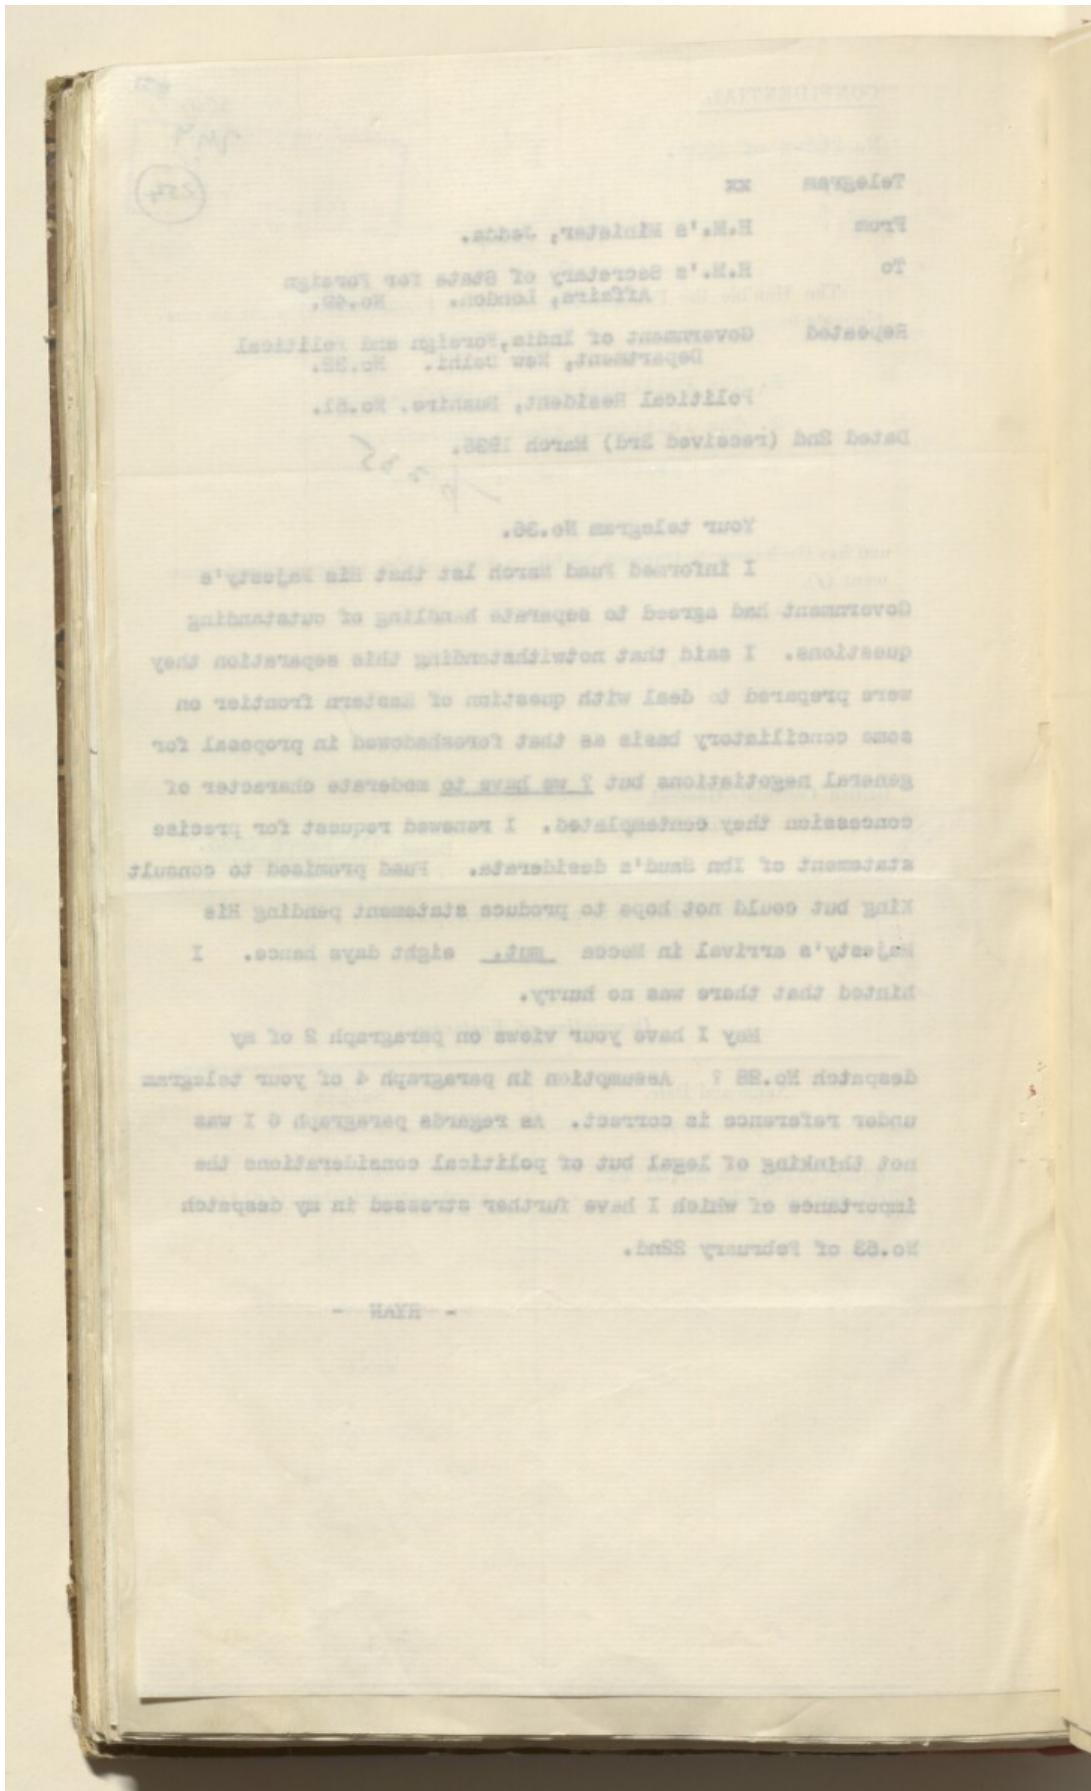 Telegram xx
From H.M.'s Minister, Jedda.
To H.M.'s Secretary of State for Foreign
Affairs, London. No.49.
Repeated Government of India, Foreign and Political
Department, New Delhi. No.32.
Political Resident, Bushire. No.51.
Dated 2nd (received 3rd) March 1935.
Your telegram No.36.
I informed Fuad March 1st that His Majesty's
Government had agreed to separate handling of outstanding
questions. I said that notwithstanding this separation they
were prepared to deal with question of Eastern frontier on
some conciliatory basis as that foreshadowed in proposal for
general negotiations but ? we have to moderate character of
concession they contemplated. I renewed request for precise
statement of Ibn Saud's desiderata. Fuad promised to consult
King but could not hope to produce statement pending His
Majesty's arrival in Mecca mut. eight days hence. I
hinted that there was no hurry.
May I have your views on paragraph 2 of my
despatch No.28 ? Assumption in paragraph 4 of your telegram
under reference is correct. As regards paragraph 6 I was
not thinking of legal but of political considerations the
importance of which I have further stressed in my despatch
No.53 of February 22nd.
- RYAN -